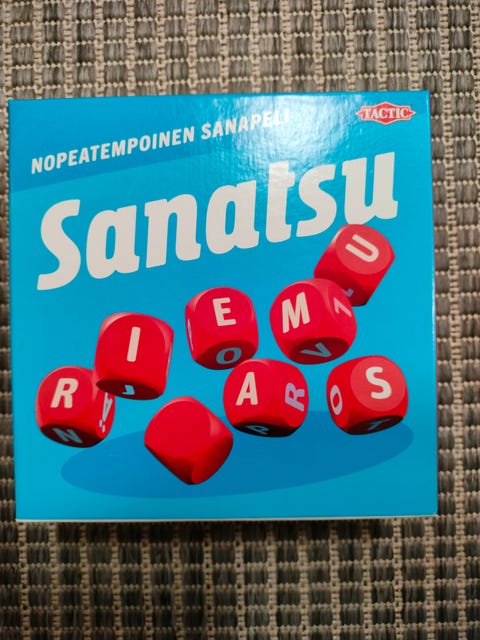 NOPEATEMPOINEN SANAPELI
TACTIC
Sanatsu
U
E M
I O V
R J A
N P R O S
T